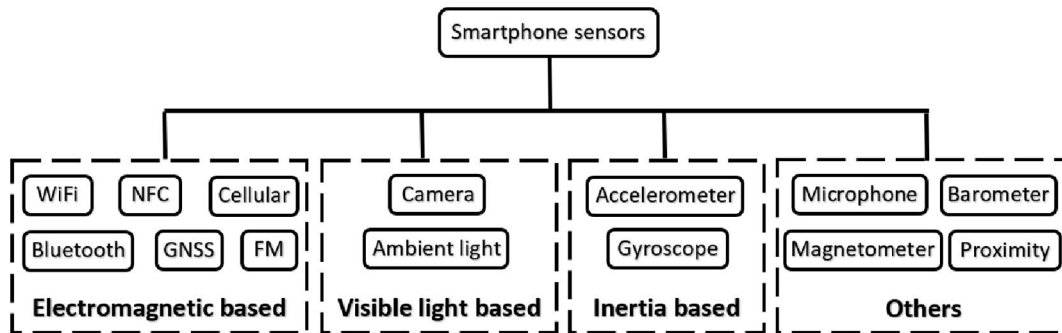 Smartphone sensors
WiFi NFC Cellular
Bluetooth GNSS FM
Electromagnetic based
Camera
Ambient light
Visible light based
Accelerometer
Gyroscope
Inertia based
Microphone Barometer
Magnetometer Proximity
Others